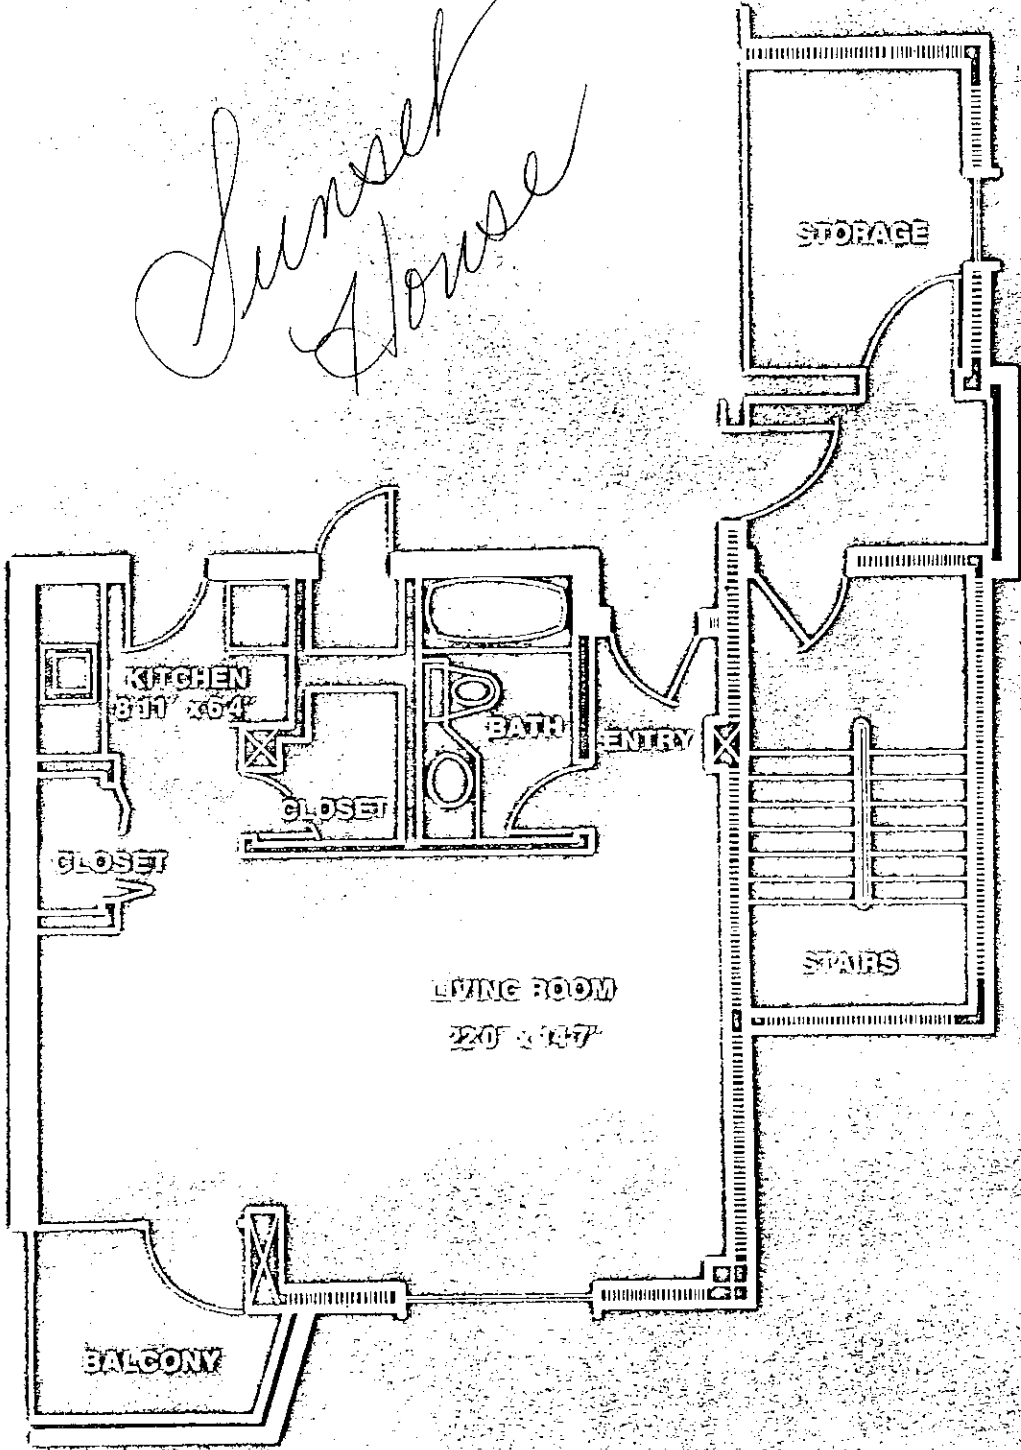 Sunset
House
STORAGE
KITCHEN
8'11" x 6'4"
BATH
ENTRY
CLOSET
CLOSET
LIVING ROOM
22'0" x 14'7"
STAIRS
BALCONY